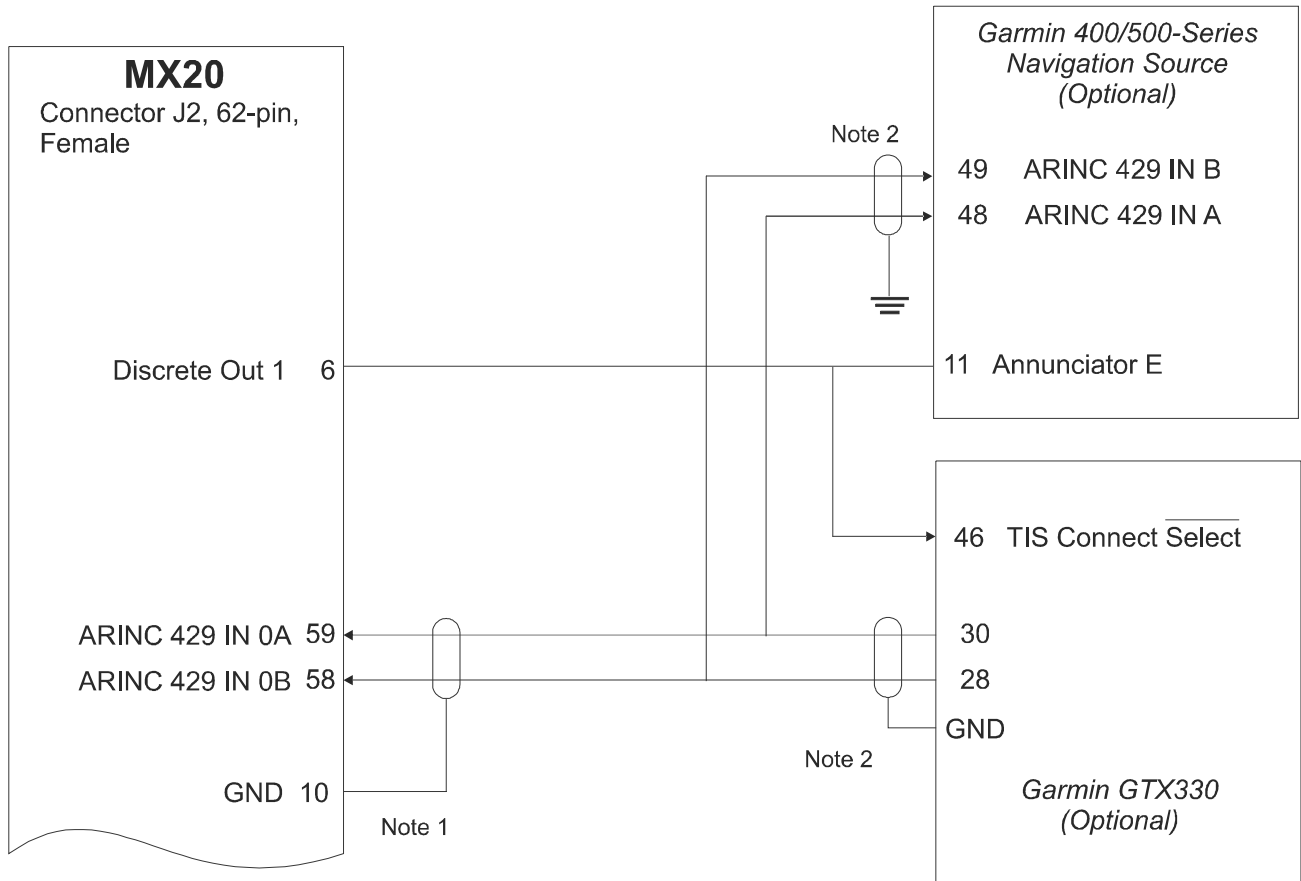 MX20
Connector J2, 62-pin,
Female
Discrete Out 1 6
ARINC 429 IN 0A 59
ARINC 429 IN 0B 58
GND 10
Note 1
Note 2
Note 2
Garmin 400/500-Series
Navigation Source
(Optional)
49 ARINC 429 IN B
48 ARINC 429 IN A
11 Annunciator E
46 TIS Connect Select
30
28
GND
Garmin GTX330
(Optional)